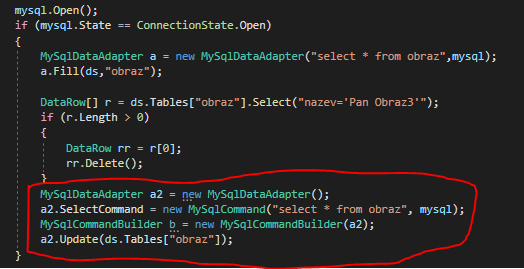 mysql.Open();
if (mysql.State == ConnectionState.Open)
{
MySqlDataAdapter a = new MySqlDataAdapter("select * from obraz",mysql);
a.Fill(ds,"obraz");
DataRow[] r = ds.Tables["obraz"].Select("nazev='Pan Obraz3'");
if (r.Length > 0)
{
DataRow rr = r[0];
rr.Delete();
}
MySqlDataAdapter a2 = new MySqlDataAdapter();
a2.SelectCommand = new MySqlCommand("select * from obraz", mysql);
MySqlCommandBuilder b = new MySqlCommandBuilder(a2);
a2.Update(ds.Tables["obraz"]);
}